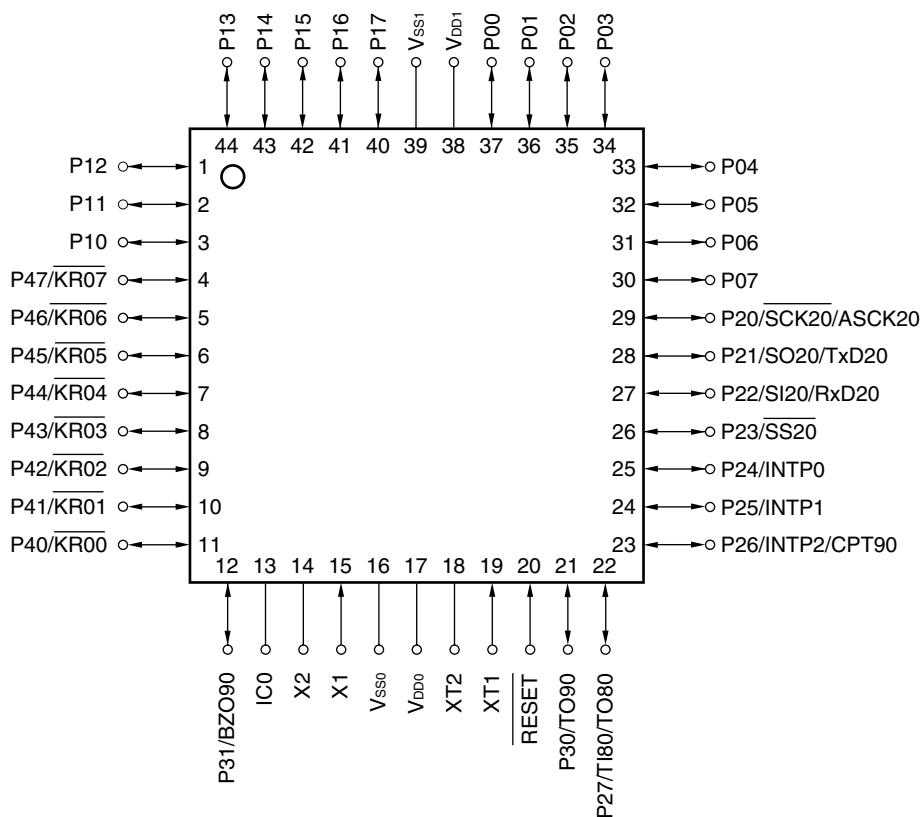 P13 P14 P15 P16 P17 VSS1 VDD1 P00 P01 P02 P03
44 43 42 41 40 39 38 37 36 35 34
P12 1 33 P04
P11 2 32 P05
P10 3 31 P06
P47/KR07 4 30 P07
P46/KR06 5 29 P20/SCK20/ASCK20
P45/KR05 6 28 P21/SO20/TxD20
P44/KR04 7 27 P22/SI20/RxD20
P43/KR03 8 26 P23/SS20
P42/KR02 9 25 P24/INTP0
P41/KR01 10 24 P25/INTP1
P40/KR00 11 23 P26/INTP2/CPT90
12 13 14 15 16 17 18 19 20 21 22
P31/BZO90 IC0 X2 X1 VSS0 VDD0 XT2 XT1 RESET P30/TO90 P27/TI80/TO80